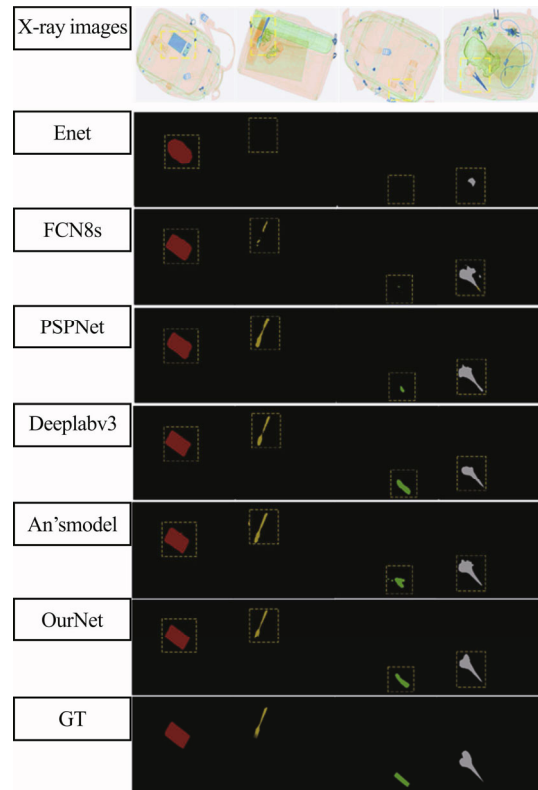 X-ray images
Enet
FCN8s
PSPNet
Deeplabv3
An'smodel
OurNet
GT